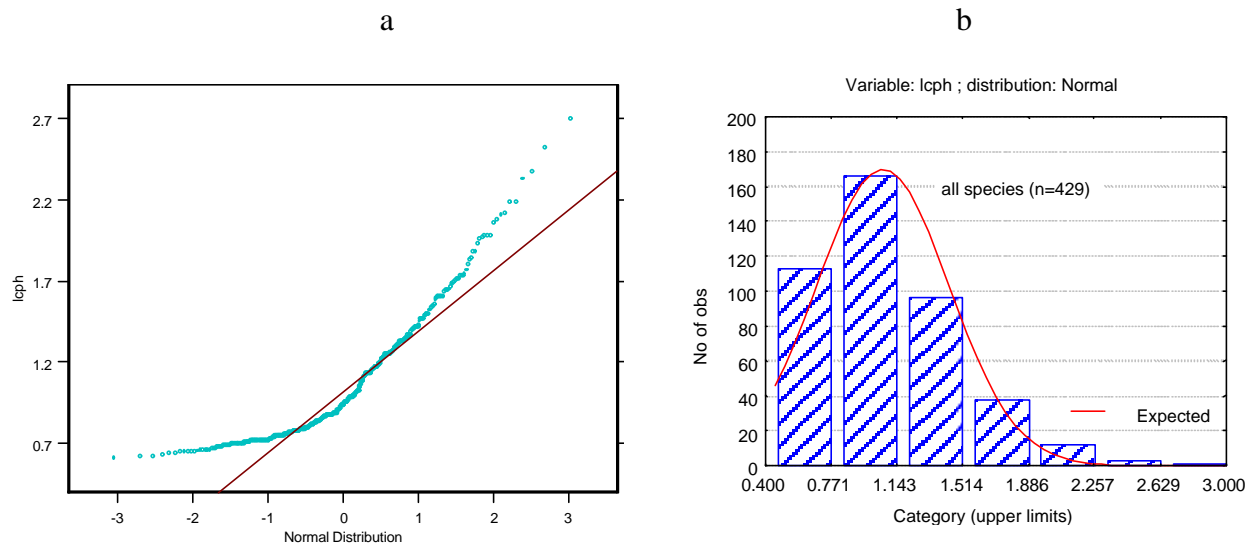 a
b
2.7
2.2
1.7
1.2
0.7
lcph
-3 -2 -1 0 1 2 3
Normal Distribution
Variable: lcph ; distribution: Normal
200
180
160
140
120
100
80
60
40
20
0
No of obs
all species (n=429)
Expected
0.400 0.771 1.143 1.514 1.886 2.257 2.629 3.000
Category (upper limits)